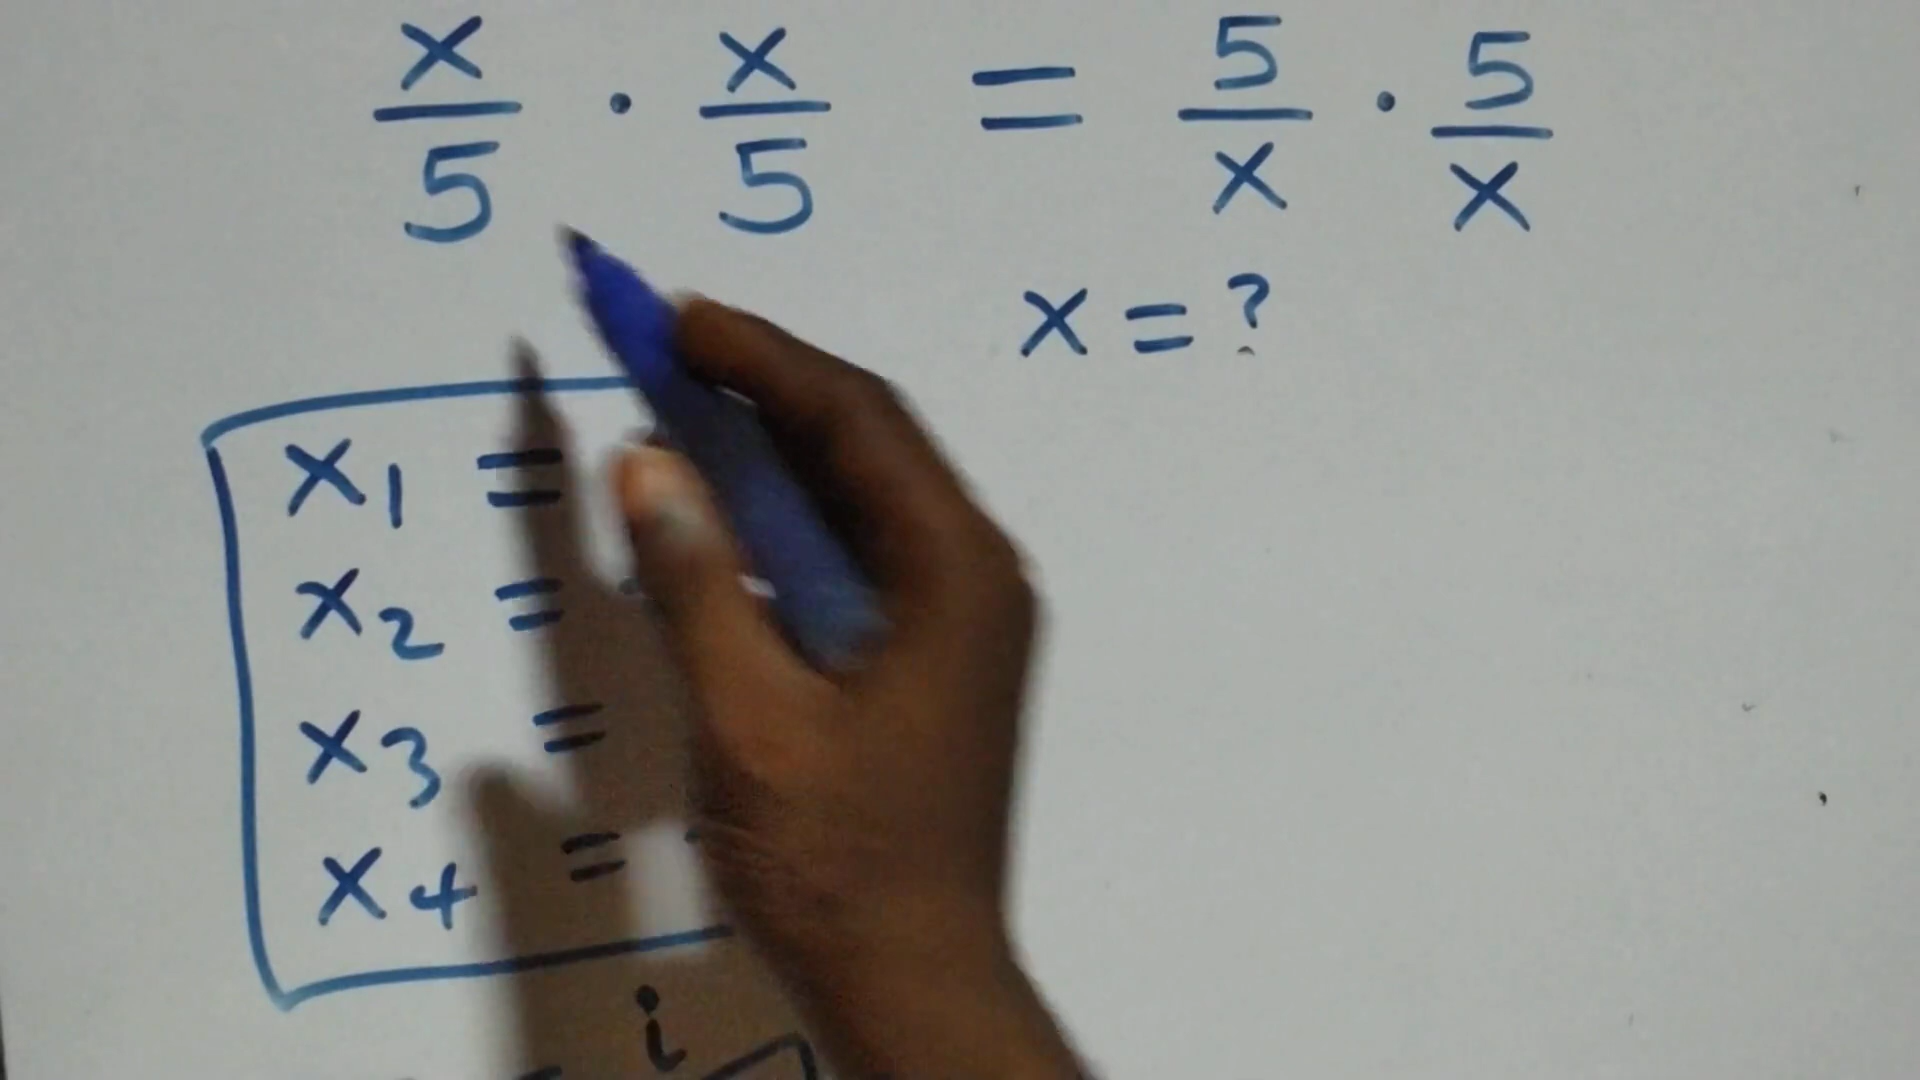 x/5 · x/5 = 5/x · 5/x
x = ?
x₁ =
x₂ =
x₃ =
x₄ =
i